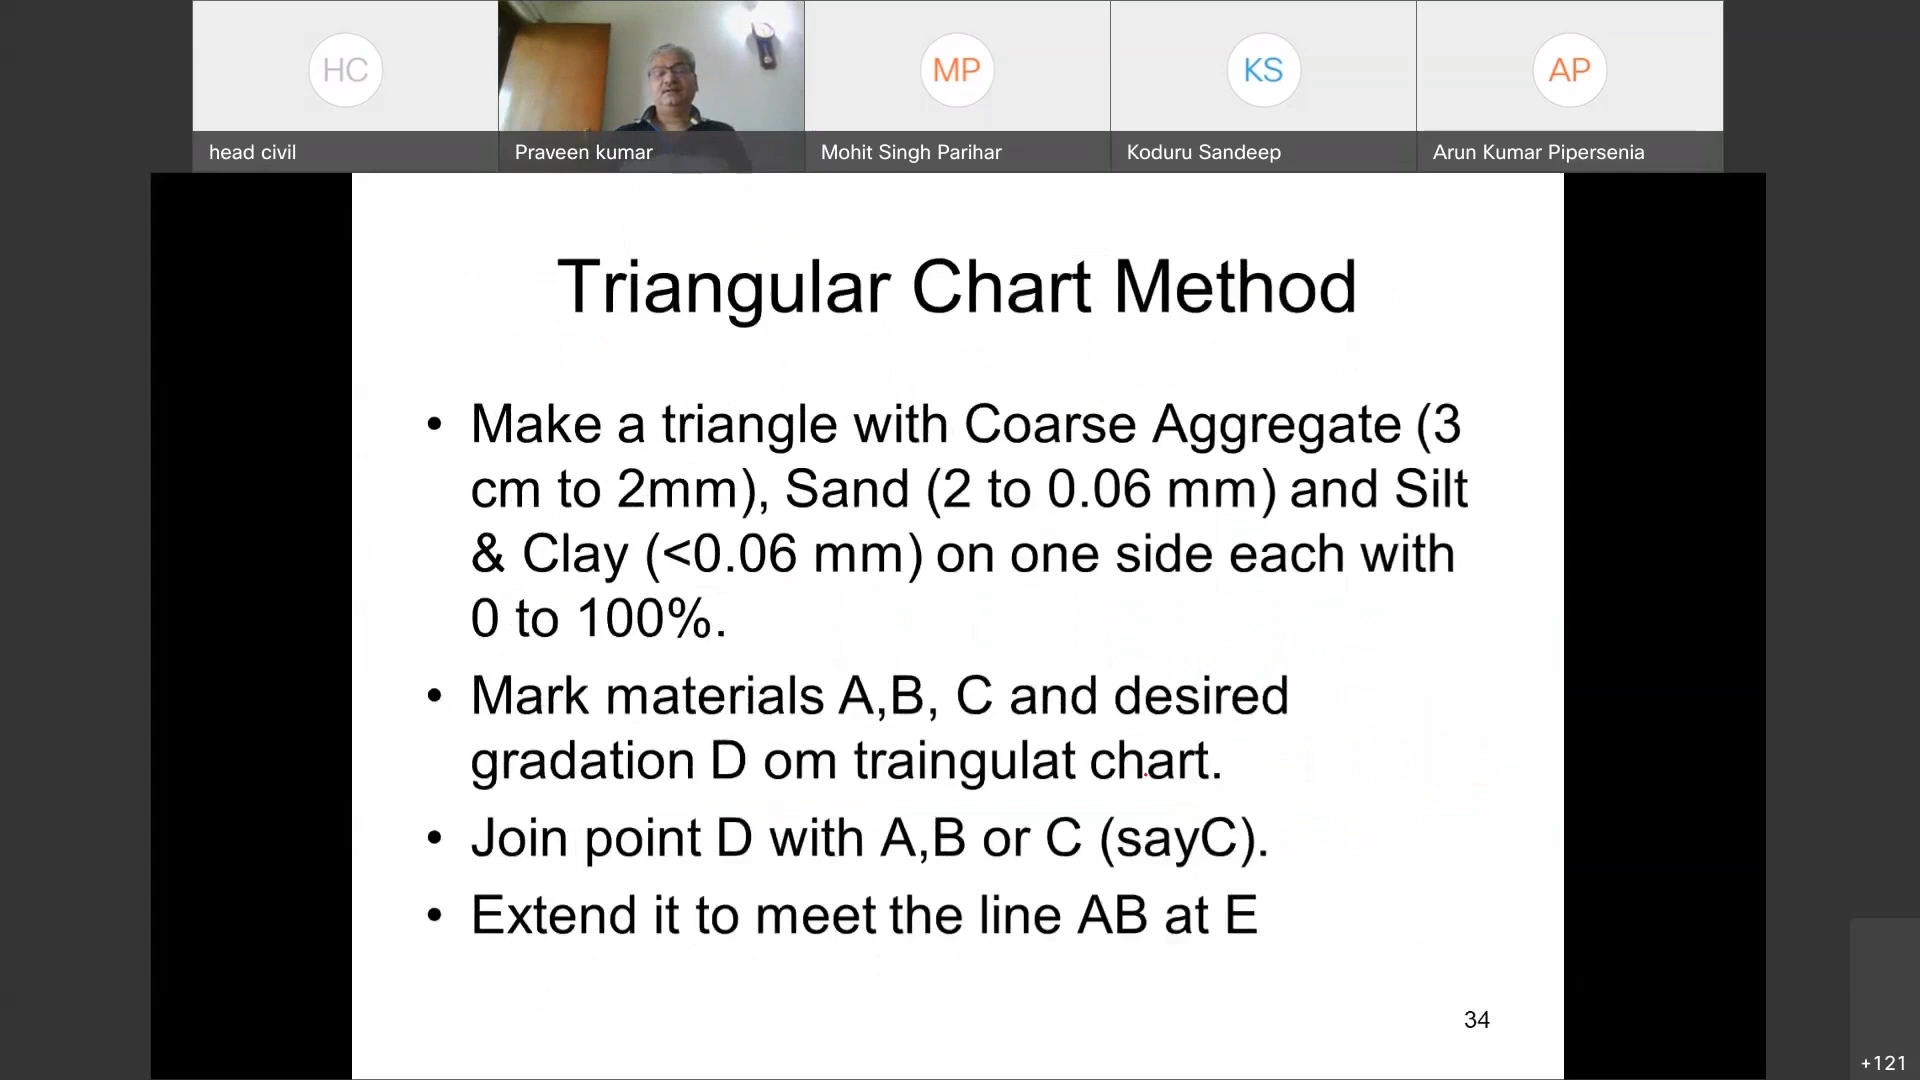 HC
MP
KS
AP
head civil
Praveen kumar
Mohit Singh Parihar
Koduru Sandeep
Arun Kumar Pipersenia
Triangular Chart Method
• Make a triangle with Coarse Aggregate (3
cm to 2mm), Sand (2 to 0.06 mm) and Silt
& Clay (<0.06 mm) on one side each with
0 to 100%.
• Mark materials A,B, C and desired
gradation D om traingulat chart.
• Join point D with A,B or C (sayC).
• Extend it to meet the line AB at E
34
+121